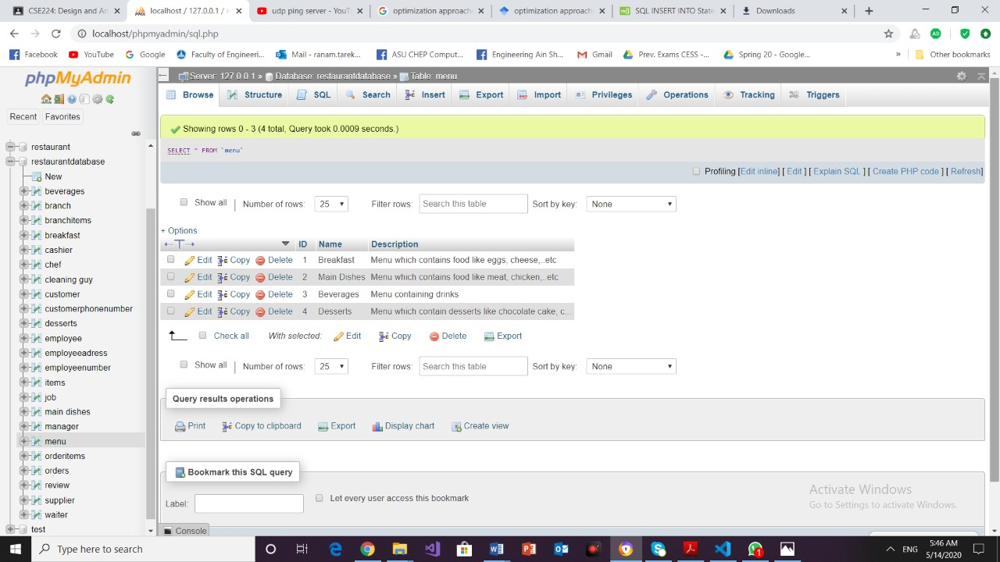 CSE224: Design and An
localhost / 127.0.0.1 / r
udp ping server - YouT
optimization approach
optimization approach
SQL INSERT INTO State
Downloads
localhost/phpmyadmin/sql.php
Facebook
YouTube
Google
Faculty of Engineeri...
Mail - ranam.tarek...
ASU CHEP Comput...
Engineering Ain Sh...
Gmail
Prev. Exams CESS -...
Spring 20 - Google...
»
Other bookmarks
phpMyAdmin
Server: 127.0.0.1 » Database: restaurantdatabase » Table: menu
Browse
Structure
SQL
Search
Insert
Export
Import
Privileges
Operations
Tracking
Triggers
Recent
Favorites
restaurant
restaurantdatabase
New
beverages
branch
branchitems
breakfast
cashier
chef
cleaning guy
customer
customerphonenumber
desserts
employee
employeeadress
employeenumber
items
job
main dishes
manager
menu
orderitems
orders
review
supplier
waiter
test
Showing rows 0 - 3 (4 total, Query took 0.0009 seconds.)
SELECT * FROM `menu`
Profiling [Edit inline] [ Edit ] [ Explain SQL ] [ Create PHP code ] [ Refresh]
Show all | Number of rows: 25 Filter rows: Search this table Sort by key: None
+ Options
←T→ ID Name Description
Edit Copy Delete 1 Breakfast Menu which contains food like eggs, cheese,..etc
Edit Copy Delete 2 Main Dishes Menu which contains food like meat, chicken,..etc
Edit Copy Delete 3 Beverages Menu containing drinks
Edit Copy Delete 4 Desserts Menu which contain desserts like chocolate cake, c...
Check all With selected: Edit Copy Delete Export
Show all | Number of rows: 25 Filter rows: Search this table Sort by key: None
Query results operations
Print Copy to clipboard Export Display chart Create view
Bookmark this SQL query
Label: Let every user access this bookmark
Console
Activate Windows
Go to Settings to activate Windows.
Type here to search
1
ENG
5:46 AM
5/14/2020